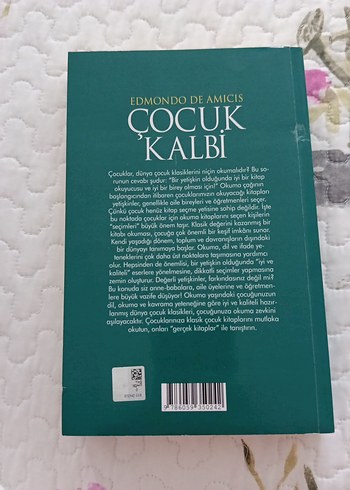 EDMONDO DE AMICIS
ÇOCUK
KALBİ
Çocuklar, dünya çocuk klasiklerini niçin okumalıdır? Bu so-
runun cevabı şudur: "Bir yetişkin olduğunda iyi bir kitap
okuyucusu ve iyi bir birey olması için!" Okuma çağının
başlangıcından itibaren çocuklarımızın okuyacağı kitapları
yetişkinler, genellikle aile bireyleri ve öğretmenleri seçer.
Çünkü çocuk henüz kitap seçme yetisine sahip değildir. İşte
bu noktada çocuklar için okuma kitaplarını seçen kişilerin
"seçimleri" büyük önem taşır. Klasik değerini kazanmış bir
kitabı okuması, çocuğa çok önemli bir keşif imkânı sunar.
Kendi yaşadığı dönem, toplum ve davranışların dışındaki
bir dünyayı tanımaya başlar. Okuma, dil ve ifade ye-
teneklerini çok daha üst noktalara taşımasına yardımcı
olur. Hepsinden de önemlisi, bir yetişkin olduğunda "iyi ve
kaliteli" eserlere yönelmesine, dikkatli seçimler yapmasına
zemin oluşturur. Değerli yetişkinler, farkındasınız değil mi?
Bu konuda siz anne-babalara, aile üyelerine ve öğretmen-
lere büyük vazife düşüyor! Okuma yaşındaki çocuğunuzun
dil, okuma ve kavrama yeteneğine göre iyi ve kaliteli hazır-
lanmış dünya çocuk klasikleri, çocuğunuza okuma zevkini
aşılayacaktır. Çocuklarınıza klasik çocuk kitaplarını mutlaka
okutun, onları "gerçek kitaplar" ile tanıştırın.
9 786059 350242